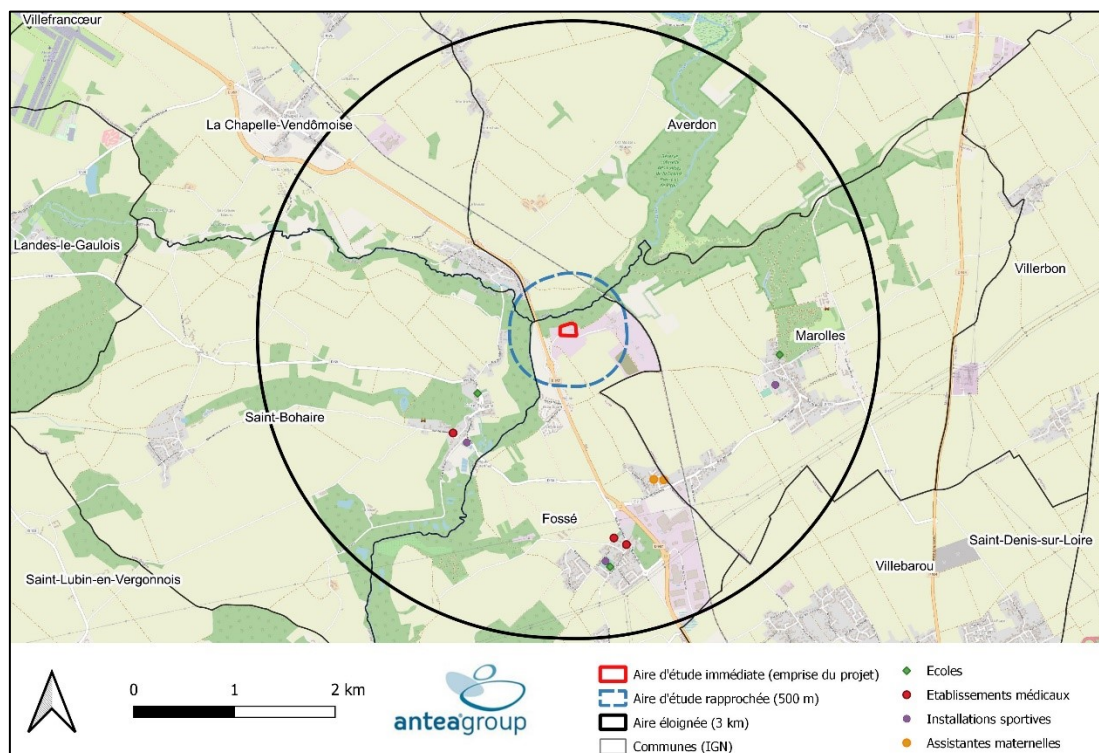 Villefrancœur
La Chapelle-Vendômoise
Averdon
Landes-le-Gaulois
Villerbon
Marolles
Saint-Bohaire
Fossé
Saint-Denis-sur-Loire
Villebarou
Saint-Lubin-en-Vergonnois
0 1 2 km
anteagroup
Aire d'étude immédiate (emprise du projet)
Aire d'étude rapprochée (500 m)
Aire éloignée (3 km)
Communes (IGN)
Ecoles
Etablissements médicaux
Installations sportives
Assistantes maternelles